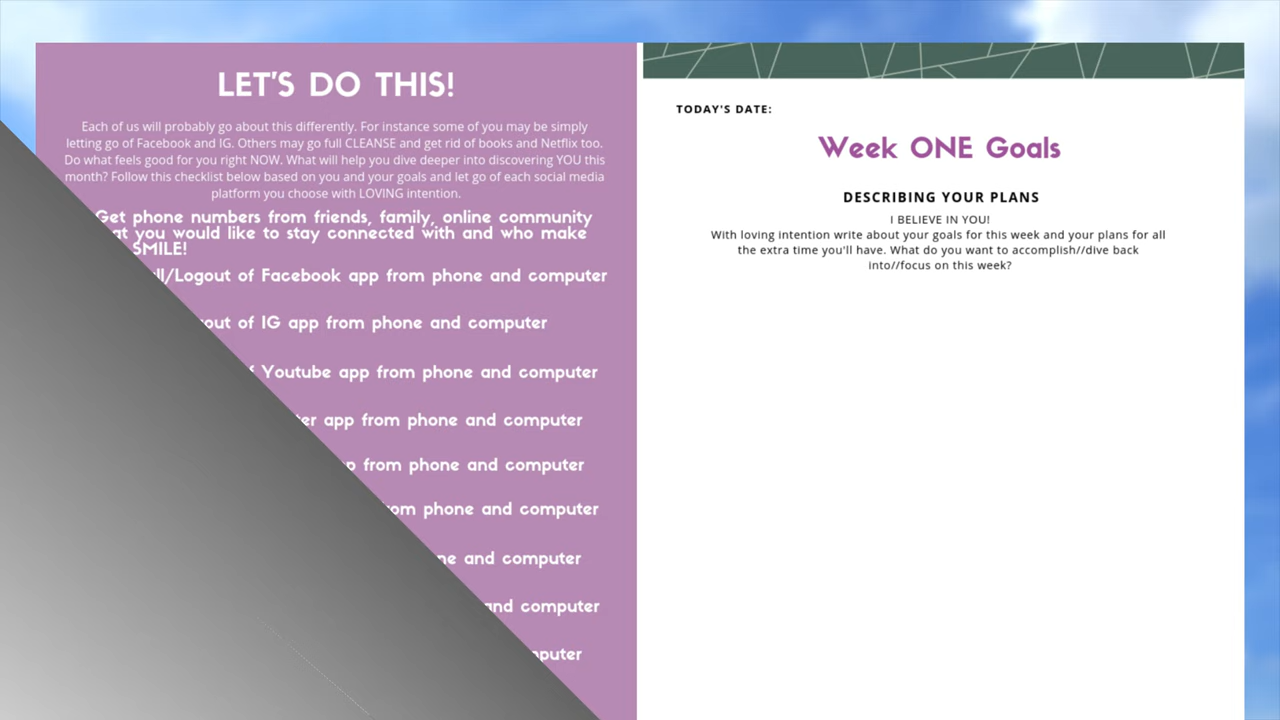 LET'S DO THIS!
Each of us will probably go about this differently. For instance some of you may be simply
letting go of Facebook and IG. Others may go full CLEANSE and get rid of books and Netflix too.
Do what feels good for you right NOW. What will help you dive deeper into discovering YOU this
month? Follow this checklist below based on you and your goals and let go of each social media
platform you choose with LOVING intention.
Get phone numbers from friends, family, online community
you would like to stay connected with and who make
SMILE!
/Logout of Facebook app from phone and computer
of IG app from phone and computer
Youtube app from phone and computer
app from phone and computer
from phone and computer
phone and computer
and computer
and computer
TODAY'S DATE:
Week ONE Goals
DESCRIBING YOUR PLANS
I BELIEVE IN YOU!
With loving intention write about your goals for this week and your plans for all
the extra time you'll have. What do you want to accomplish//dive back
into//focus on this week?